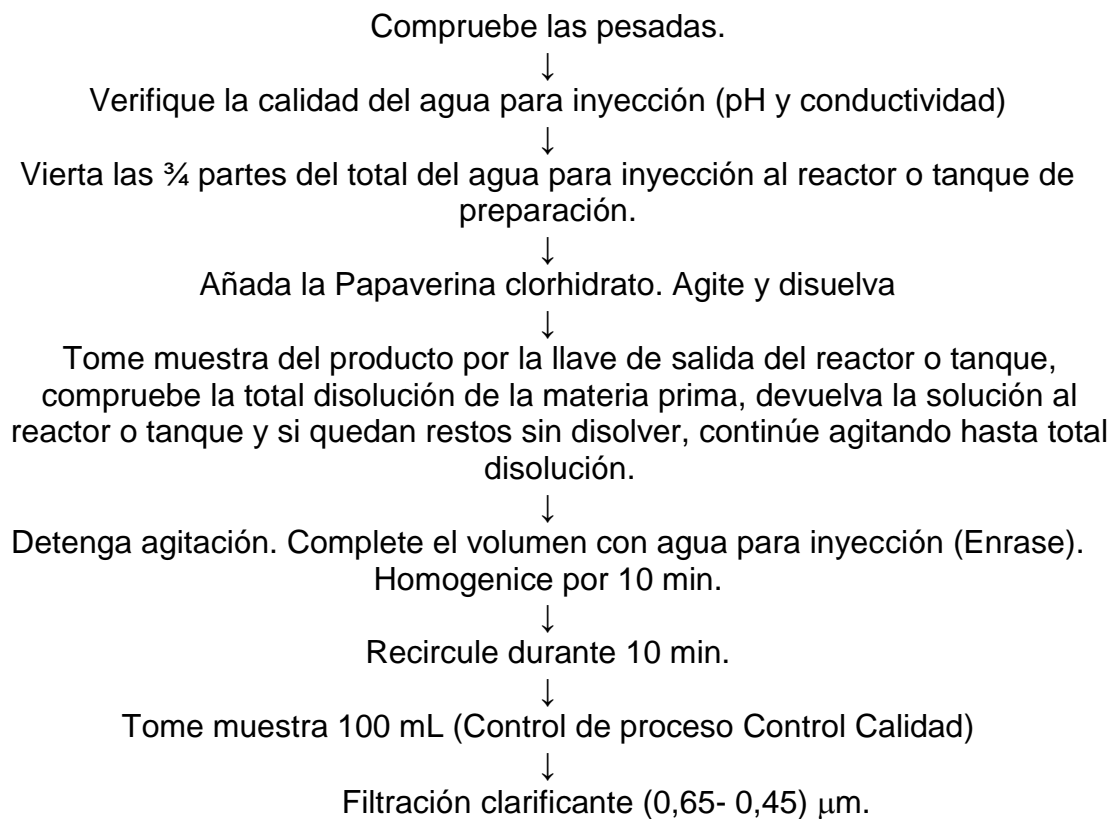 Compruebe las pesadas.
↓
Verifique la calidad del agua para inyección (pH y conductividad)
↓
Vierta las ¾ partes del total del agua para inyección al reactor o tanque de
preparación.
↓
Añada la Papaverina clorhidrato. Agite y disuelva
↓
Tome muestra del producto por la llave de salida del reactor o tanque,
compruebe la total disolución de la materia prima, devuelva la solución al
reactor o tanque y si quedan restos sin disolver, continúe agitando hasta total
disolución.
↓
Detenga agitación. Complete el volumen con agua para inyección (Enrase).
Homogenice por 10 min.
↓
Recircule durante 10 min.
↓
Tome muestra 100 mL (Control de proceso Control Calidad)
↓
Filtración clarificante (0,65- 0,45) μm.